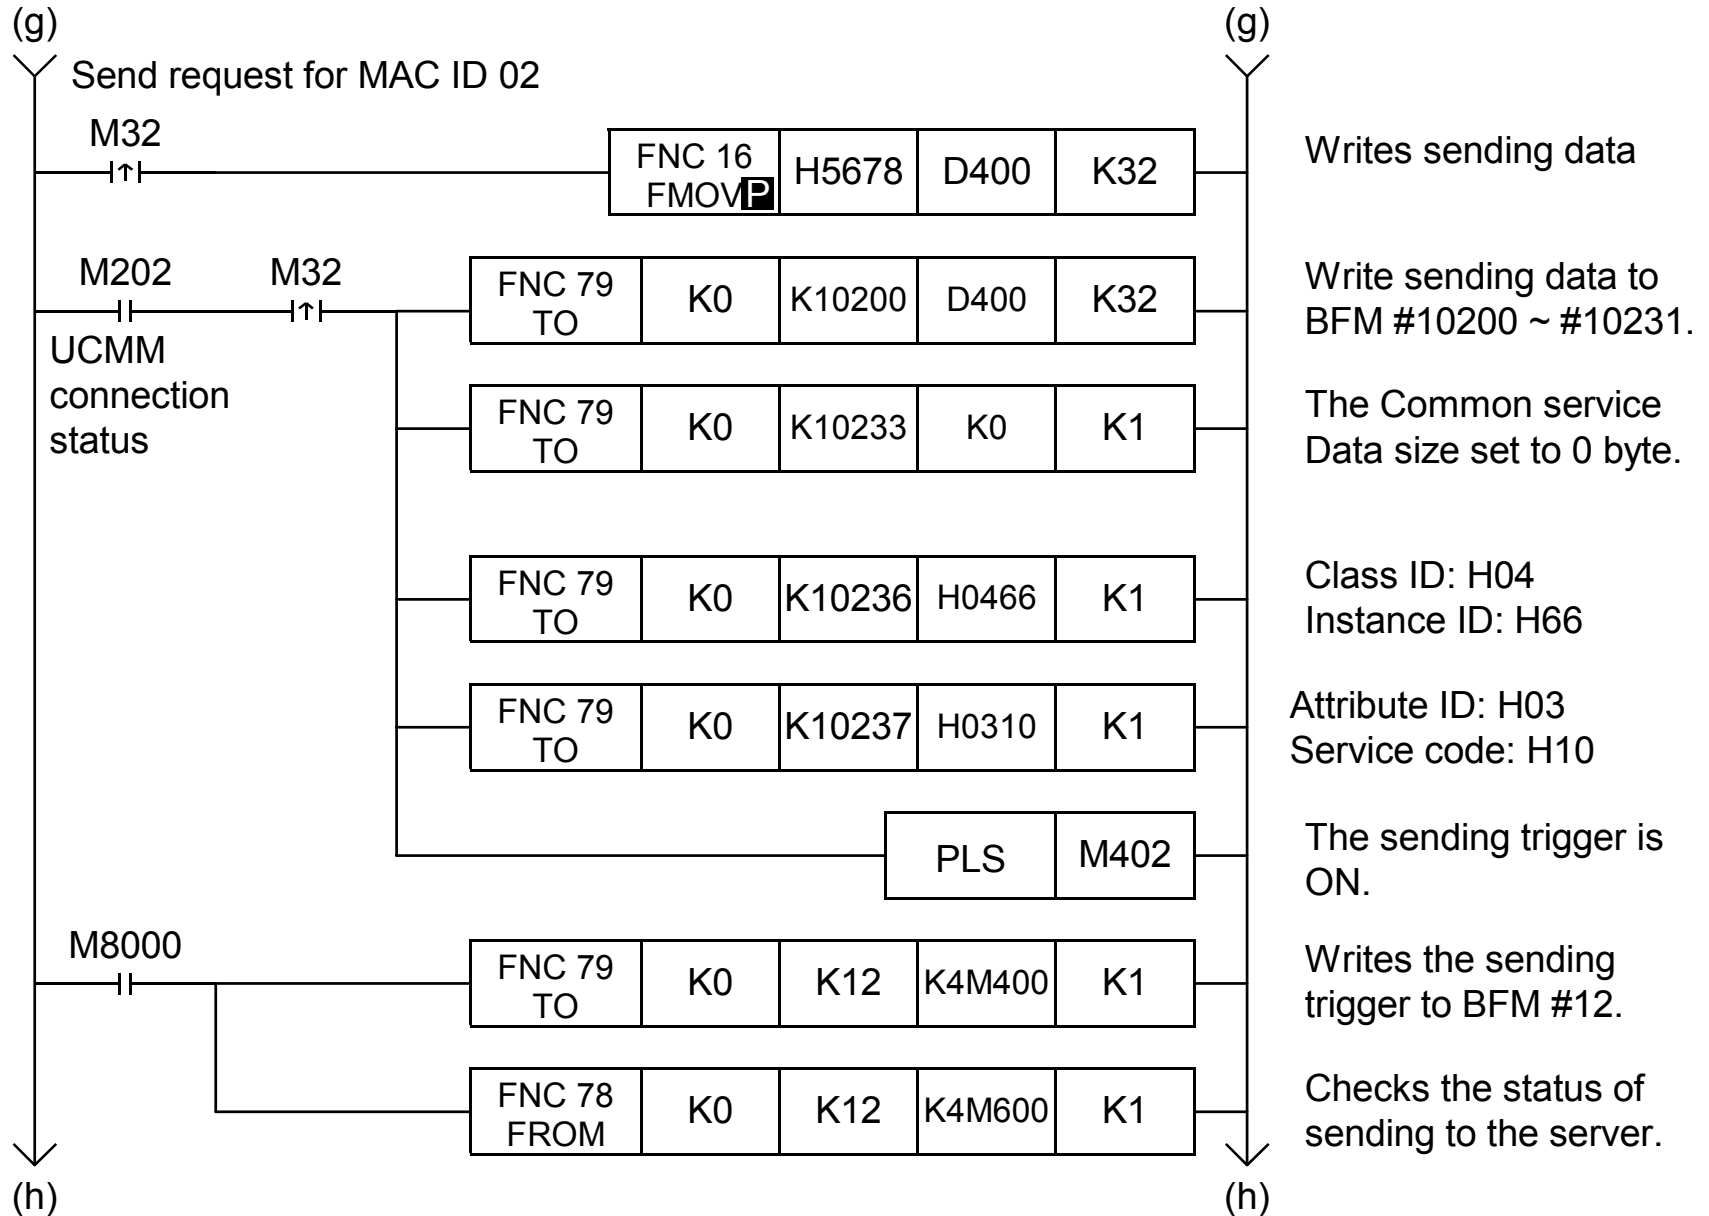 (g) (g)
Send request for MAC ID 02
M32
FNC 16
FMOVP H5678 D400 K32
Writes sending data
M202 M32
FNC 79
TO K0 K10200 D400 K32
Write sending data to
BFM #10200 ~ #10231.
UCMM
connection
status
FNC 79
TO K0 K10233 K0 K1
The Common service
Data size set to 0 byte.
FNC 79
TO K0 K10236 H0466 K1
Class ID: H04
Instance ID: H66
FNC 79
TO K0 K10237 H0310 K1
Attribute ID: H03
Service code: H10
PLS M402
The sending trigger is
ON.
M8000
FNC 79
TO K0 K12 K4M400 K1
Writes the sending
trigger to BFM #12.
FNC 78
FROM K0 K12 K4M600 K1
Checks the status of
sending to the server.
(h) (h)